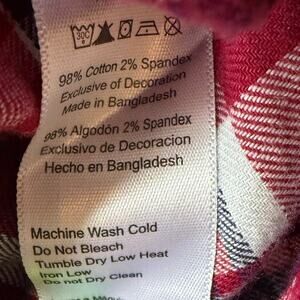 30C
98% Cotton 2% Spandex
Exclusive of Decoration
Made in Bangladesh
98% Algodón 2% Spandex
Exclusivo de Decoracion
Hecho en Bangladesh
Machine Wash Cold
Do Not Bleach
Tumble Dry Low Heat
Iron Low
Do not Dry Clean